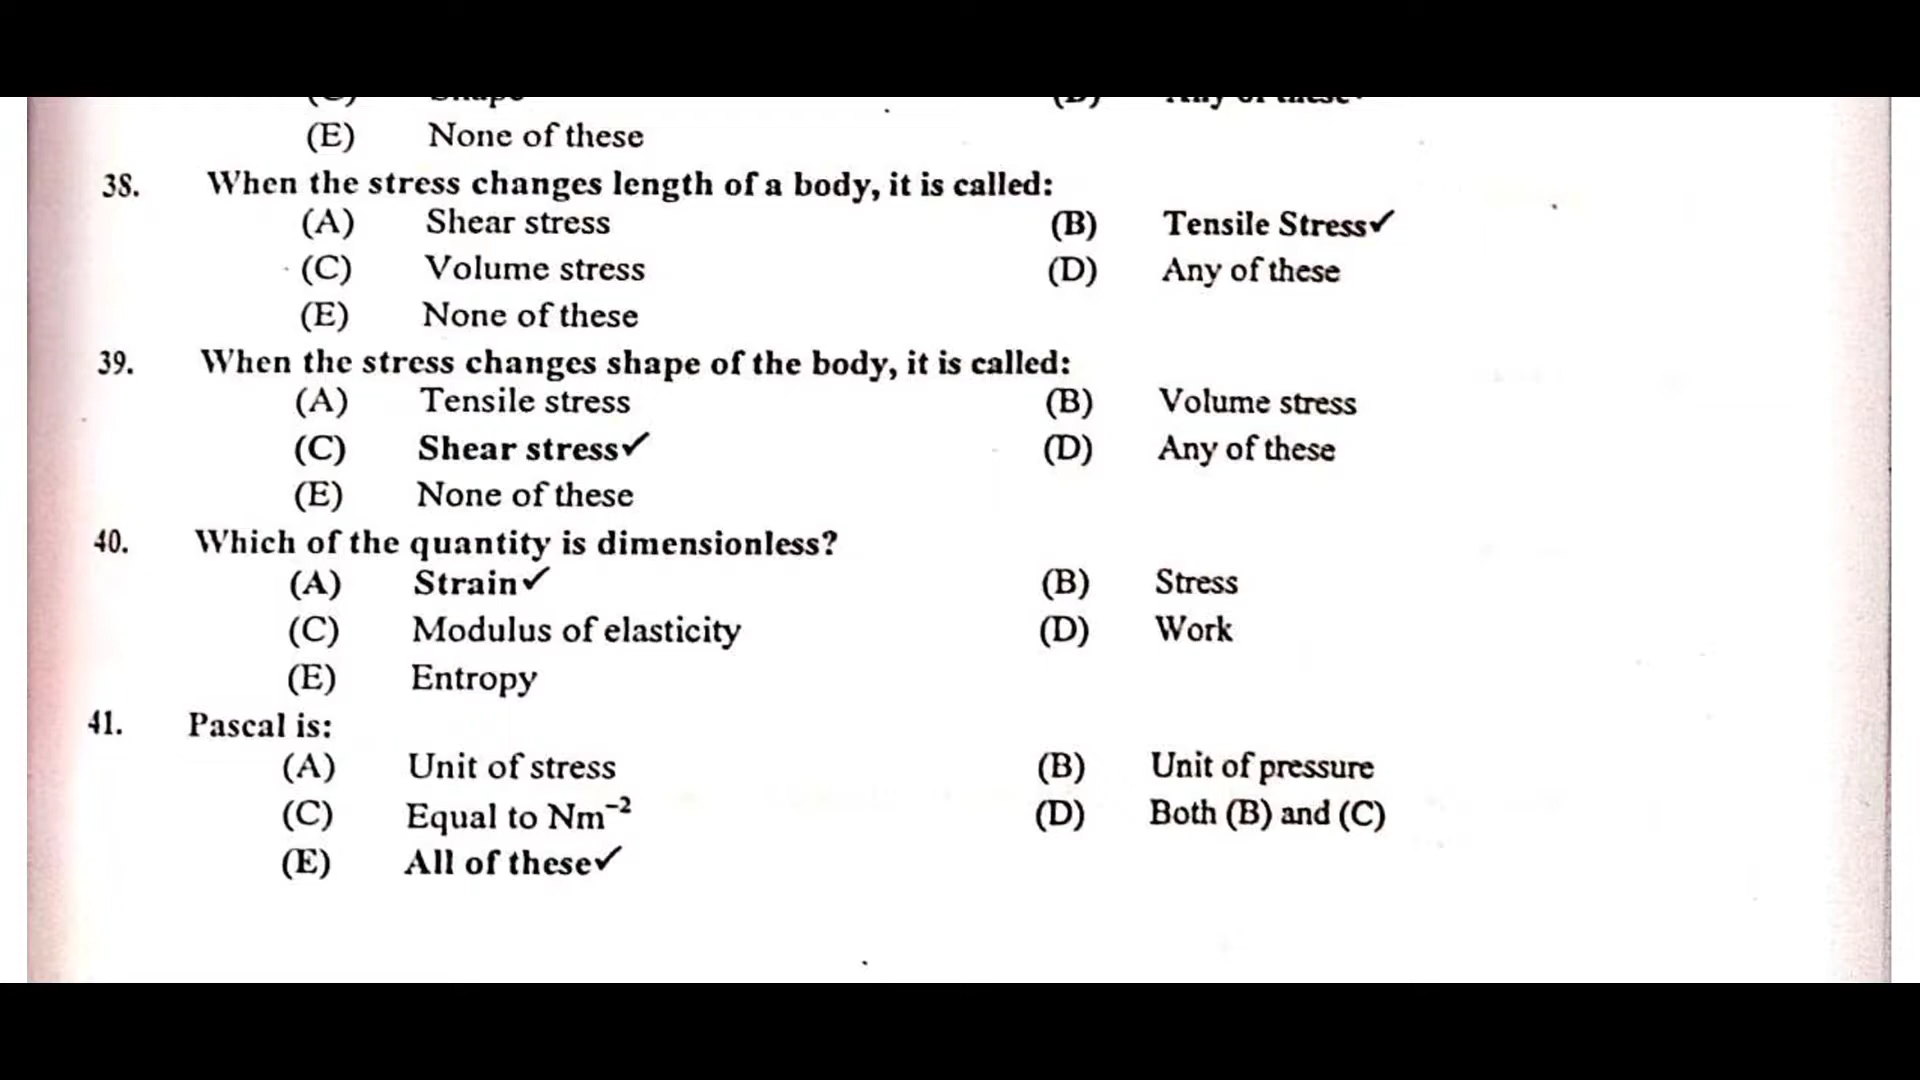 (E) None of these
38. When the stress changes length of a body, it is called:
(A) Shear stress (B) Tensile Stress✓
(C) Volume stress (D) Any of these
(E) None of these
39. When the stress changes shape of the body, it is called:
(A) Tensile stress (B) Volume stress
(C) Shear stress✓ (D) Any of these
(E) None of these
40. Which of the quantity is dimensionless?
(A) Strain✓ (B) Stress
(C) Modulus of elasticity (D) Work
(E) Entropy
41. Pascal is:
(A) Unit of stress (B) Unit of pressure
(C) Equal to Nm⁻² (D) Both (B) and (C)
(E) All of these✓